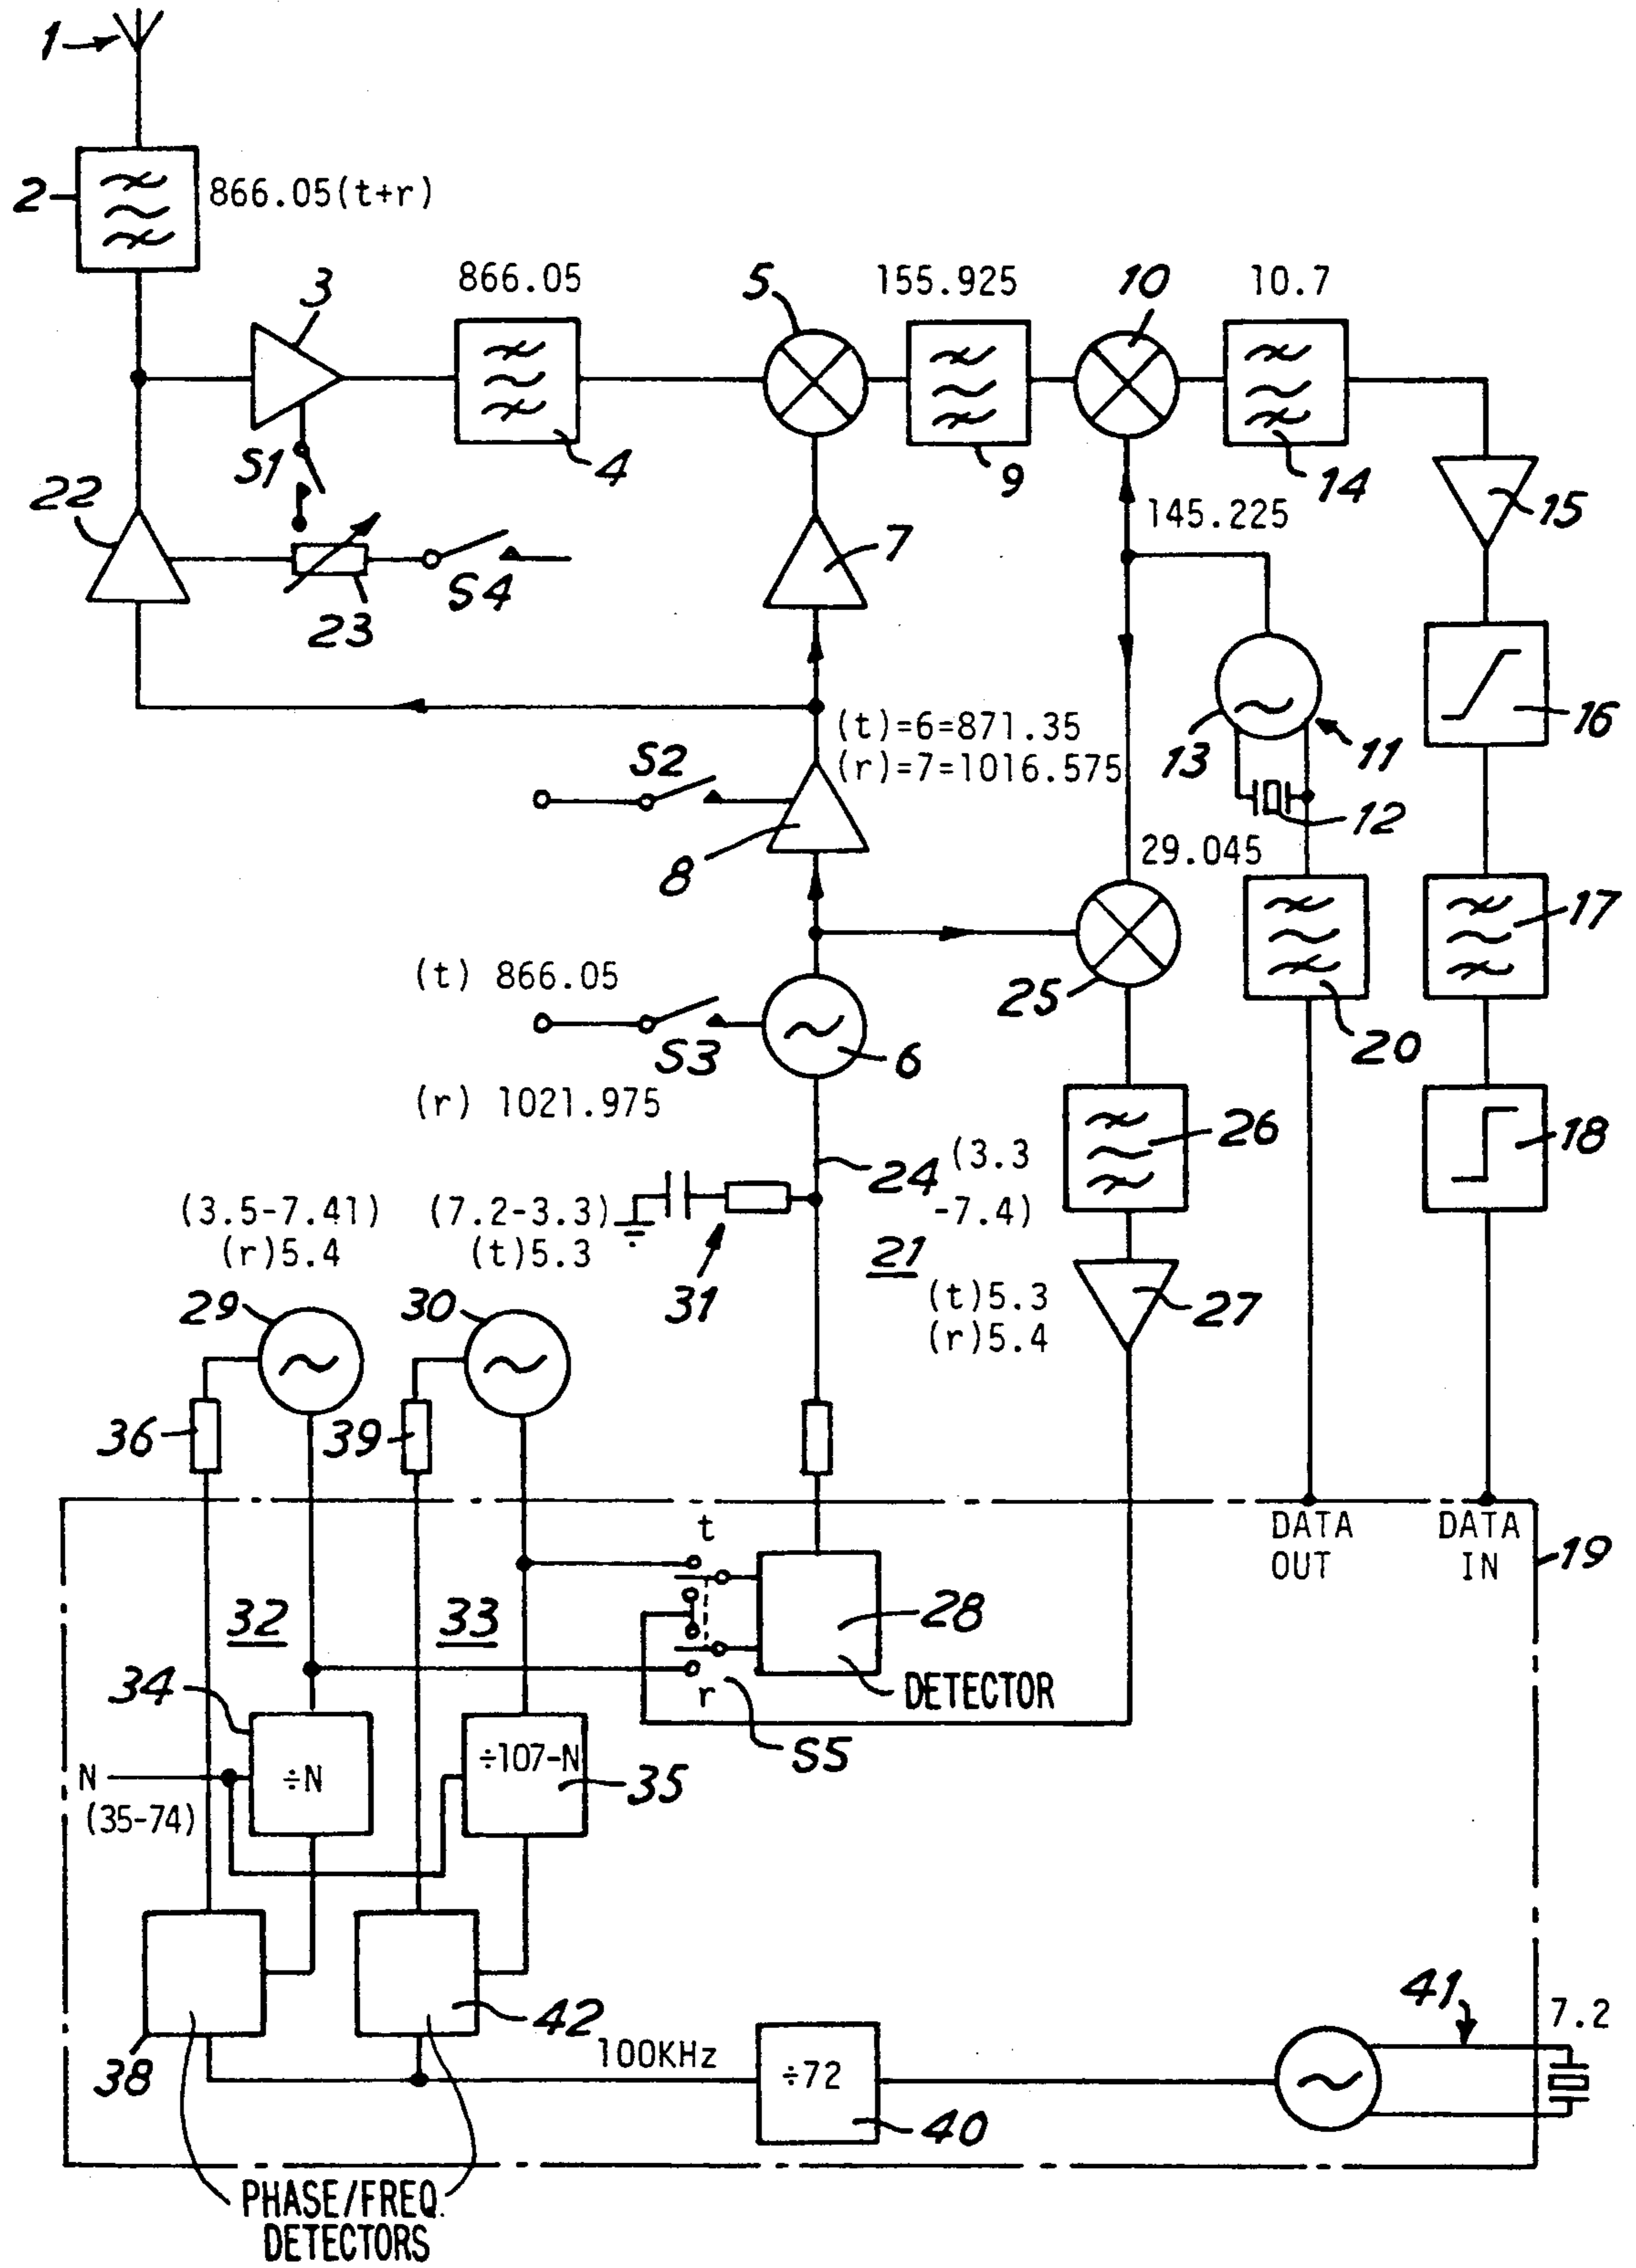 1
2
866.05(t+r)
3
866.05
5
155.925
10
10.7
4
9
14
S1
22
145.225
15
7
S4
23
(t)=6=871.35
(r)=7=1016.575
13
11
16
S2
12
8
29.045
17
(t) 866.05
25
20
S3
6
(r) 1021.975
26
18
24
(3.3
-7.4)
(3.5-7.41)
(r)5.4
(7.2-3.3)
(t)5.3
31
21
(t)5.3
(r)5.4
27
29
30
36
39
t
DATA
OUT
DATA
IN
19
32
33
28
34
r
DETECTOR
S5
N
(35-74)
÷N
÷107-N
35
41
7.2
38
42
100KHz
÷72
40
PHASE/FREQ.
DETECTORS